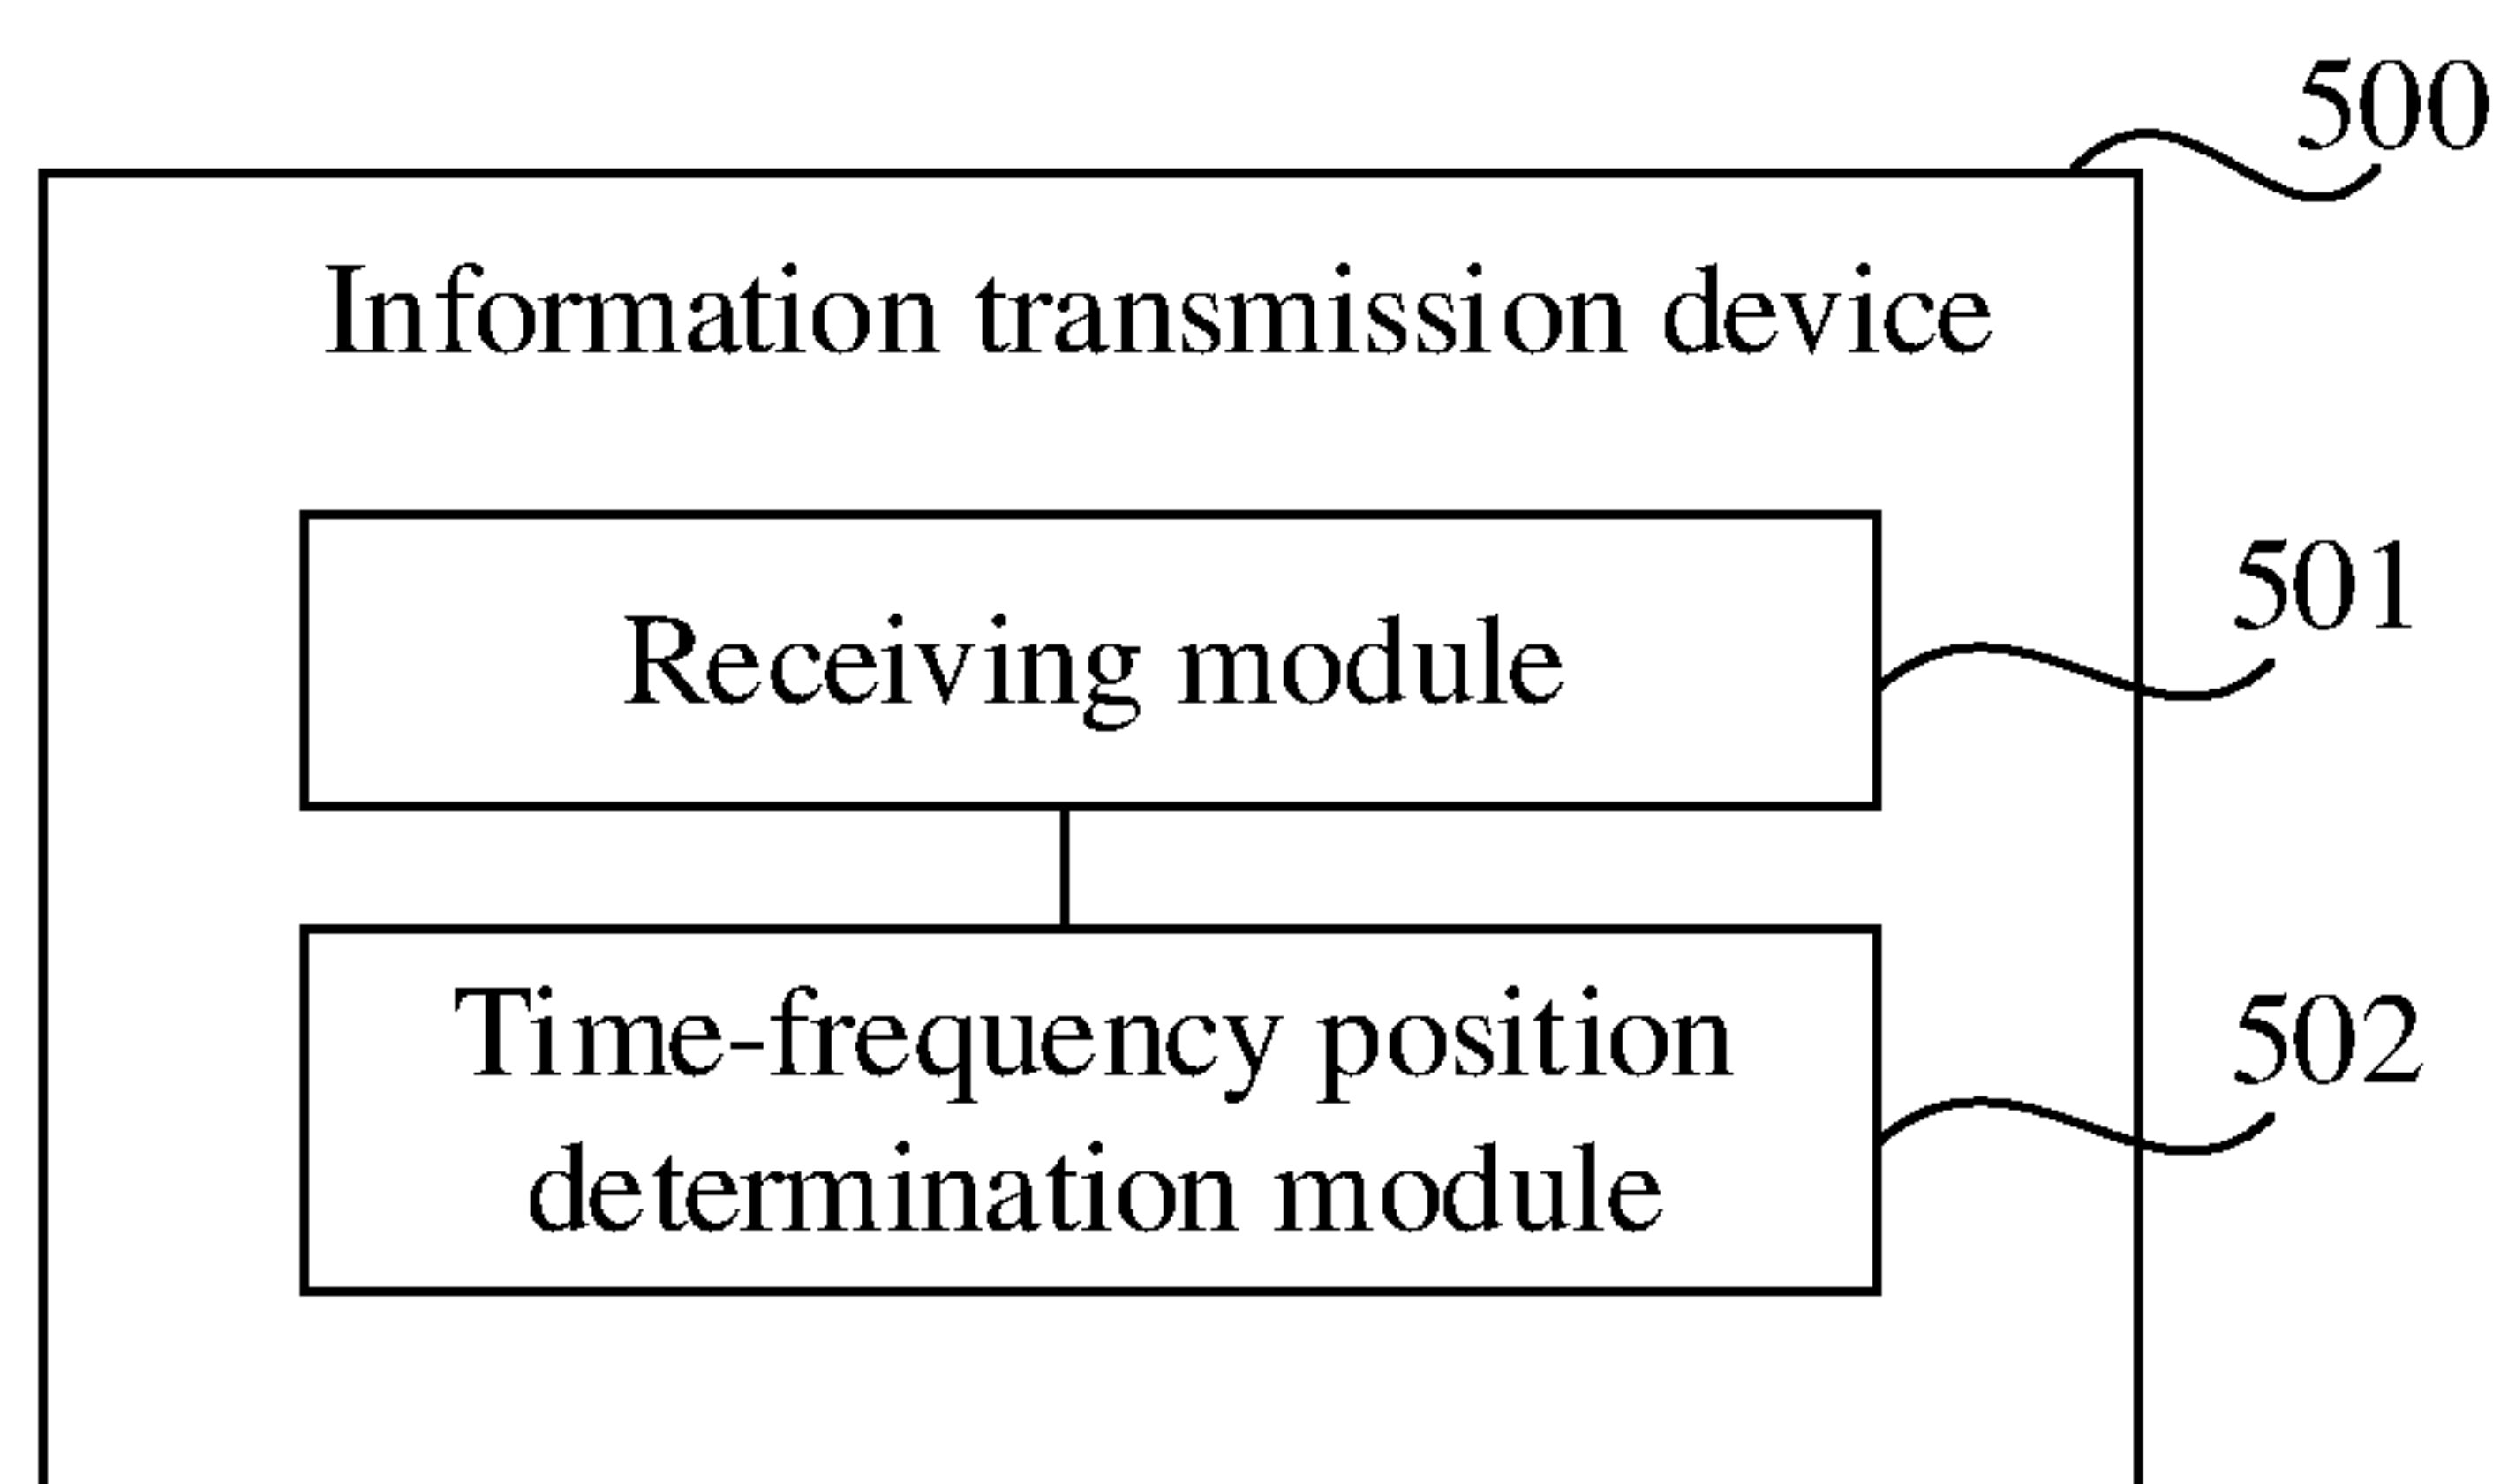 500
Information transmission device
501
Receiving module
502
Time-frequency position
determination module